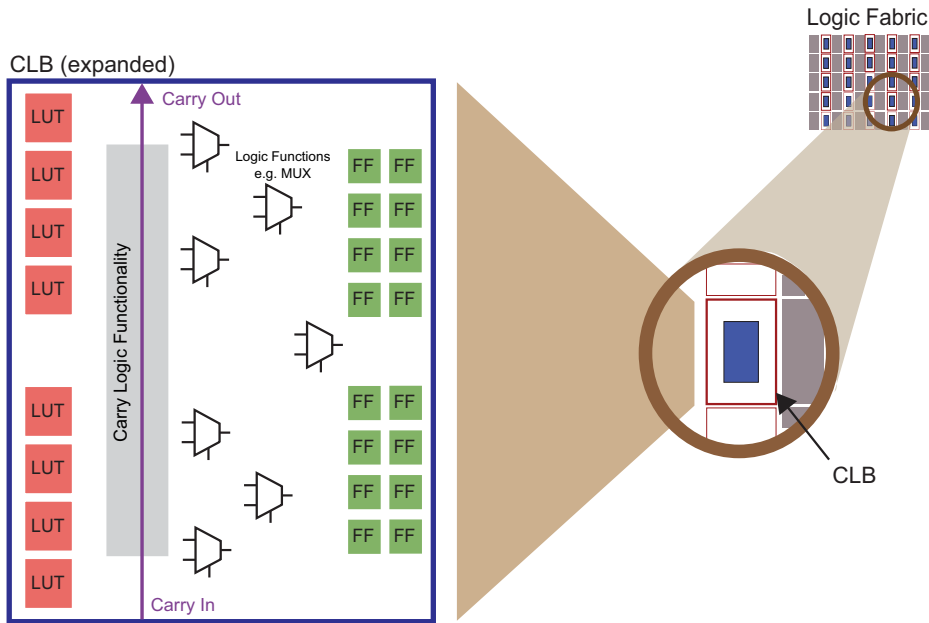 Logic Fabric
CLB (expanded)
Carry Out
LUT
LUT
LUT
LUT
LUT
LUT
LUT
LUT
Carry Logic Functionality
Logic Functions
e.g. MUX
FF FF
FF FF
FF FF
FF FF
FF FF
FF FF
FF FF
FF FF
Carry In
CLB